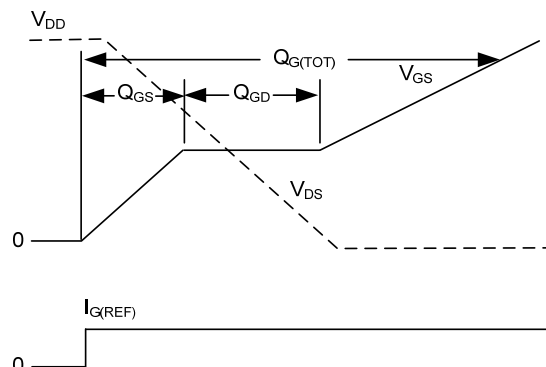 VDD
QG(TOT)
VGS
QGS
QGD
VDS
0
IG(REF)
0